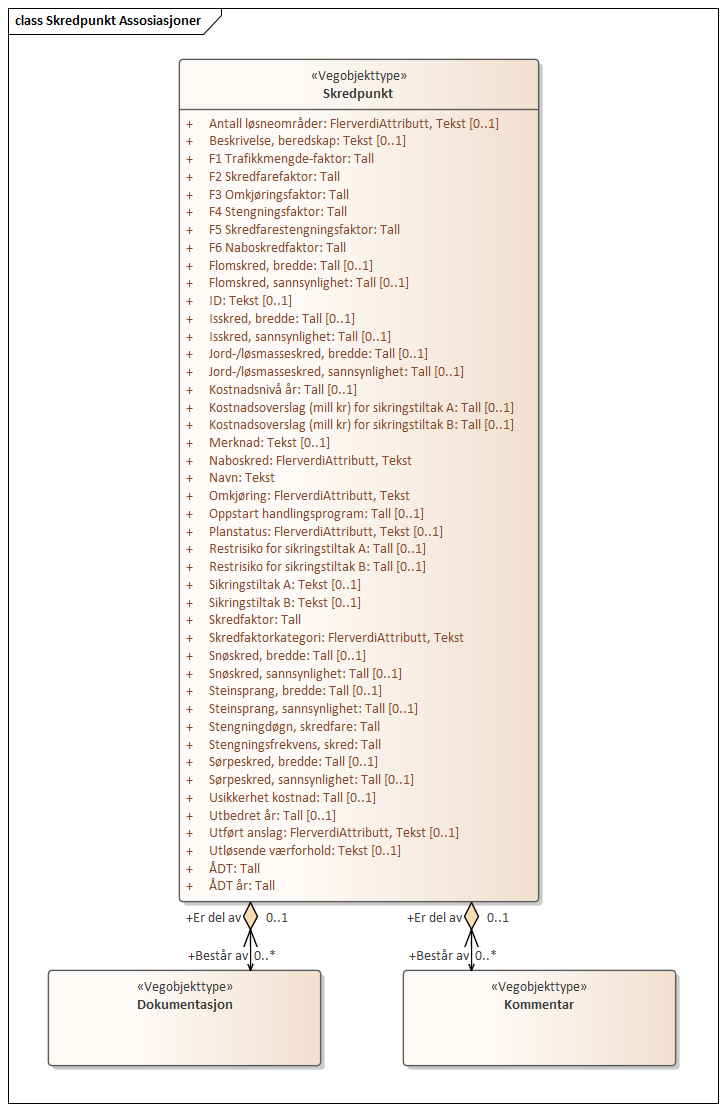 class Skredpunkt Assosiasjoner
«Vegobjekttype»
Skredpunkt
+ Antall løsneområder: FlerverdiAttributt, Tekst [0..1]
+ Beskrivelse, beredskap: Tekst [0..1]
+ F1 Trafikkmengde-faktor: Tall
+ F2 Skredfarefaktor: Tall
+ F3 Omkjøringsfaktor: Tall
+ F4 Stengningsfaktor: Tall
+ F5 Skredfarestengningsfaktor: Tall
+ F6 Naboskredfaktor: Tall
+ Flomskred, bredde: Tall [0..1]
+ Flomskred, sannsynlighet: Tall [0..1]
+ ID: Tekst [0..1]
+ Isskred, bredde: Tall [0..1]
+ Isskred, sannsynlighet: Tall [0..1]
+ Jord-/løsmasseskred, bredde: Tall [0..1]
+ Jord-/løsmasseskred, sannsynlighet: Tall [0..1]
+ Kostnadsnivå år: Tall [0..1]
+ Kostnadsoverslag (mill kr) for sikringstiltak A: Tall [0..1]
+ Kostnadsoverslag (mill kr) for sikringstiltak B: Tall [0..1]
+ Merknad: Tekst [0..1]
+ Naboskred: FlerverdiAttributt, Tekst
+ Navn: Tekst
+ Omkjøring: FlerverdiAttributt, Tekst
+ Oppstart handlingsprogram: Tall [0..1]
+ Planstatus: FlerverdiAttributt, Tekst [0..1]
+ Restrisiko for sikringstiltak A: Tall [0..1]
+ Restrisiko for sikringstiltak B: Tall [0..1]
+ Sikringstiltak A: Tekst [0..1]
+ Sikringstiltak B: Tekst [0..1]
+ Skredfaktor: Tall
+ Skredfaktorkategori: FlerverdiAttributt, Tekst
+ Snøskred, bredde: Tall [0..1]
+ Snøskred, sannsynlighet: Tall [0..1]
+ Steinsprang, bredde: Tall [0..1]
+ Steinsprang, sannsynlighet: Tall [0..1]
+ Stengningdøgn, skredfare: Tall
+ Stengningsfrekvens, skred: Tall
+ Sørpeskred, bredde: Tall [0..1]
+ Sørpeskred, sannsynlighet: Tall [0..1]
+ Usikkerhet kostnad: Tall [0..1]
+ Utbedret år: Tall [0..1]
+ Utført anslag: FlerverdiAttributt, Tekst [0..1]
+ Utløsende værforhold: Tekst [0..1]
+ ÅDT: Tall
+ ÅDT år: Tall
+Er del av 0..1 +Er del av 0..1
+Består av 0..* +Består av 0..*
«Vegobjekttype» «Vegobjekttype»
Dokumentasjon Kommentar